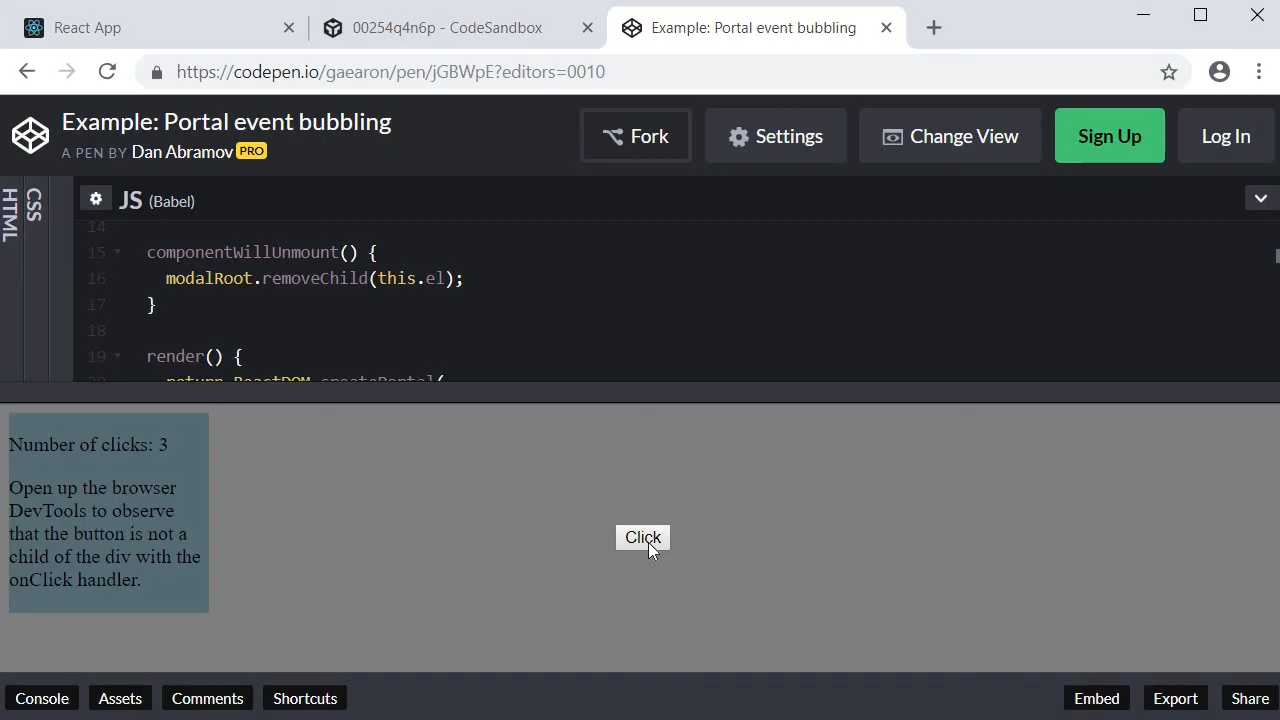 React App
00254q4n6p - CodeSandbox
Example: Portal event bubbling
https://codepen.io/gaearon/pen/jGBWpE?editors=0010
Example: Portal event bubbling
A PEN BY Dan Abramov PRO
Fork
Settings
Change View
Sign Up
Log In
HTML
CSS
JS (Babel)
14
15 componentWillUnmount() {
16 modalRoot.removeChild(this.el);
17 }
18
19 render() {
20 return ReactDOM.createPortal(
Number of clicks: 3
Open up the browser
DevTools to observe
that the button is not a
child of the div with the
onClick handler.
Click
Console
Assets
Comments
Shortcuts
Embed
Export
Share